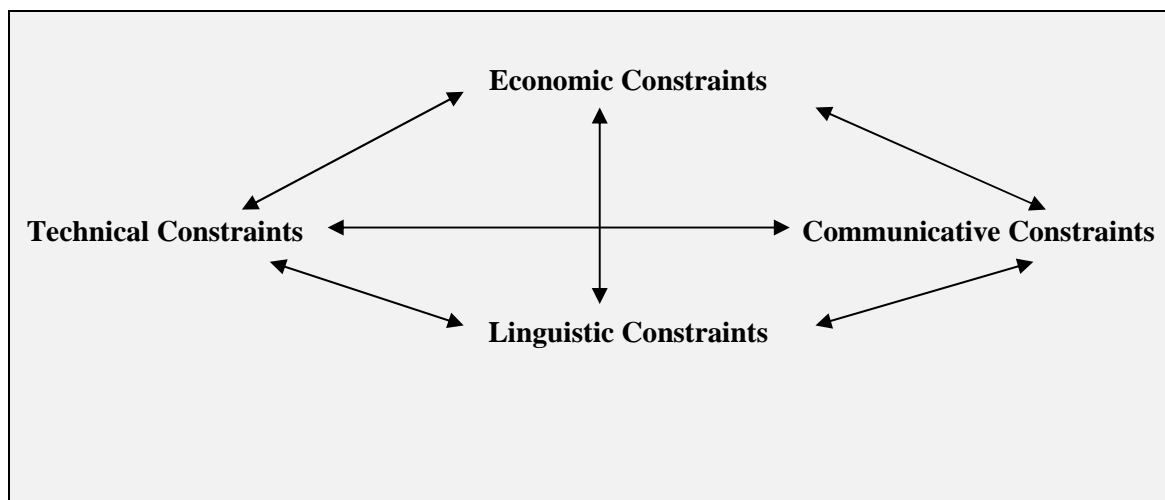 Economic Constraints
Technical Constraints
Communicative Constraints
Linguistic Constraints